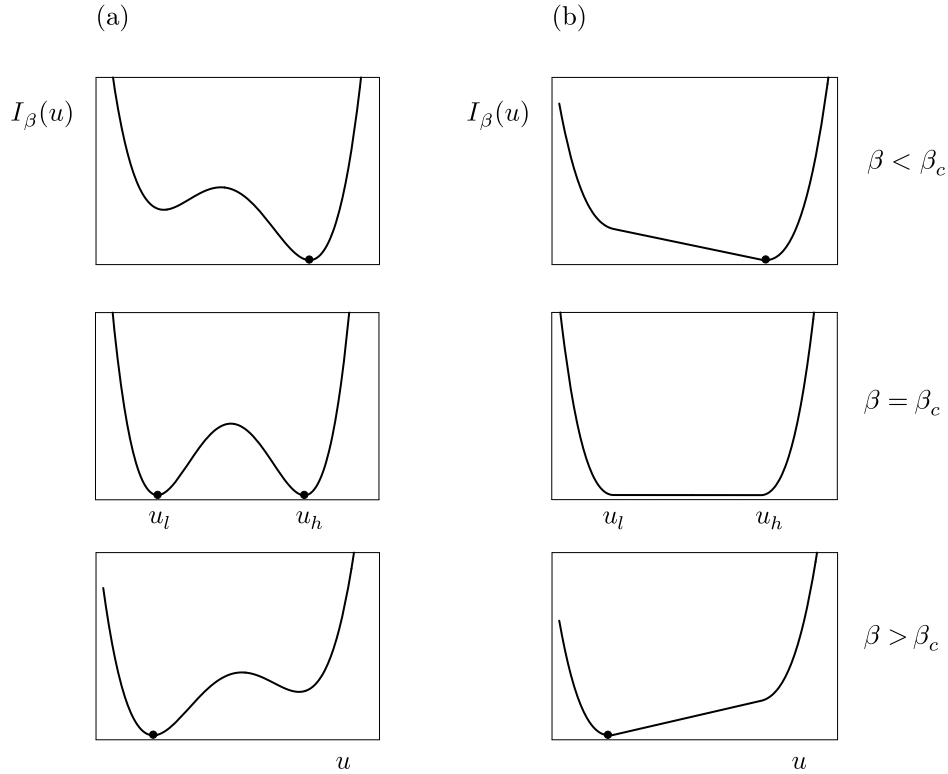 (a) (b)
I_β(u) I_β(u) β < β_c
β = β_c
u_l u_h u_l u_h
β > β_c
u u